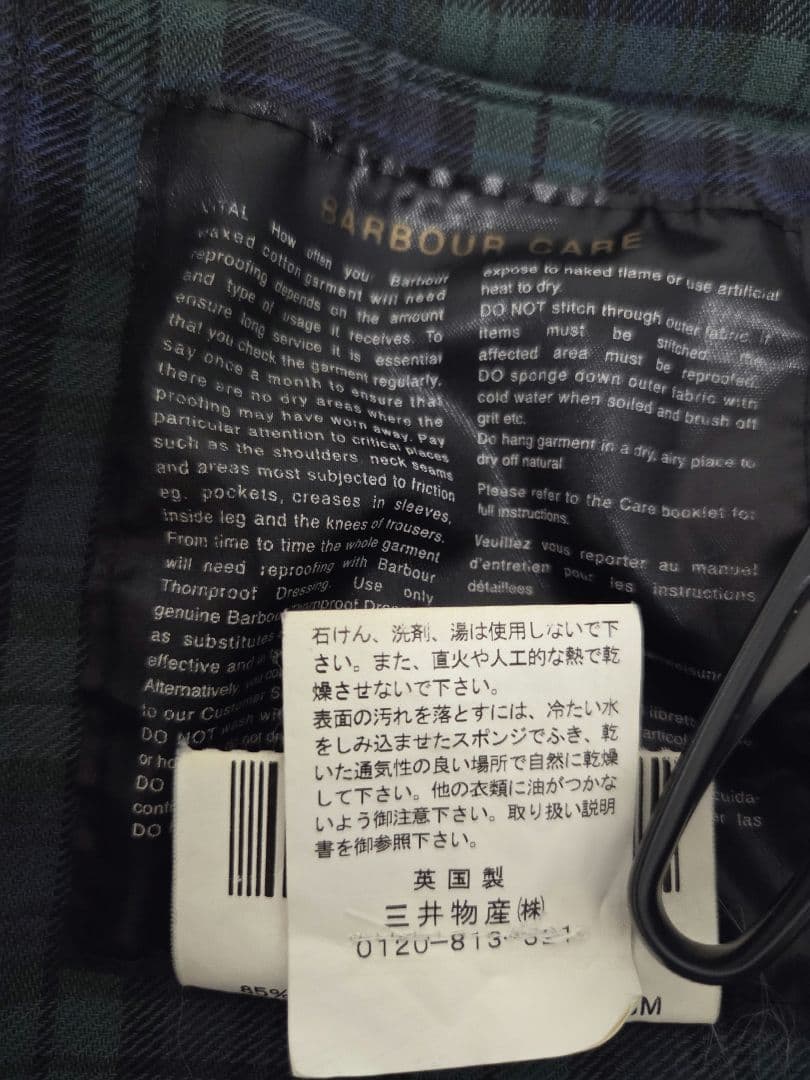 BARBOUR CARE
How often your Barbour
waxed cotton garment will need
reproofing depends on the amount
and type of usage it receives. To
ensure long service it is essential
that you check the garment regularly,
say once a month to ensure that
there are no dry areas where the
proofing may have worn away. Pay
particular attention to critical places
such as the shoulders neck seams
and areas most subjected to friction
eg. pockets, creases in sleeves,
inside leg and the knees of trousers.
From time to time the whole garment
will need reproofing with Barbour
Thornproof Dressing. Use only
genuine
as substitutes
effective and
Alternatively
to our
DO NOT
or
DO
DO
expose to naked flame or use artificial
heat to dry.
DO NOT stitch through outer fabric. If
items must be stitched the
affected area must be reproofed.
DO sponge down outer fabric with
cold water when soiled and brush off
grit etc.
Do hang garment in a dry, airy place to
dry off natural
Please refer to the Care booklet for
full instructions.
Veuillez vous reporter au manuel
d'entretien pour les instructions
détaillees
las
石けん、洗剤、湯は使用しないで下
さい。また、直火や人工的な熱で乾
燥させないで下さい。
表面の汚れを落とすには、冷たい水
をしみ込ませたスポンジでふき、乾
いた通気性の良い場所で自然に乾燥
して下さい。他の衣類に油がつかな
いよう御注意下さい。取り扱い説明
書を御参照下さい。
英国製
三井物産㈱
0120-813-
85%